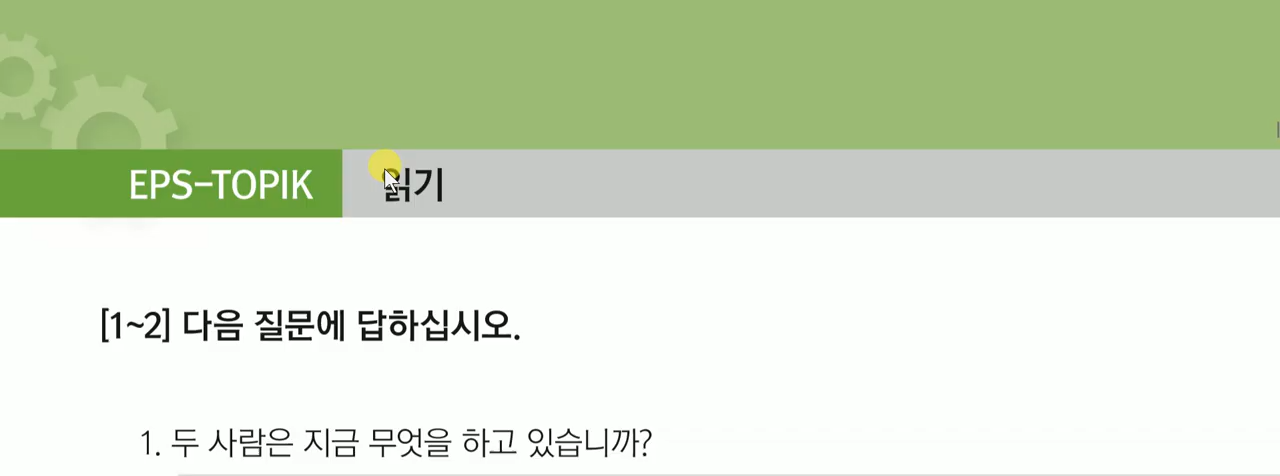 EPS-TOPIK 읽기
[1~2] 다음 질문에 답하십시오.
1. 두 사람은 지금 무엇을 하고 있습니까?